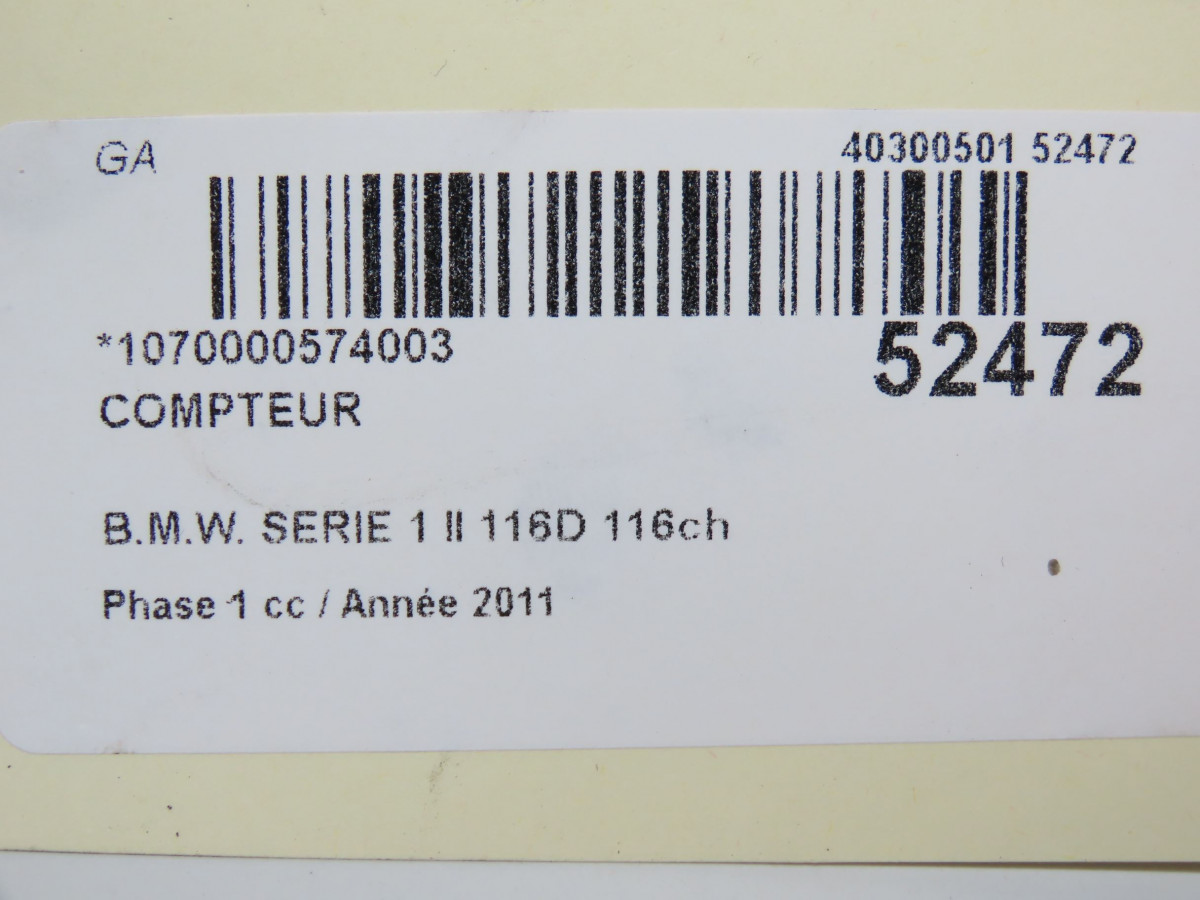 GA
40300501 52472
*1070000574003
52472
COMPTEUR
B.M.W. SERIE 1 II 116D 116ch
Phase 1 cc / Année 2011